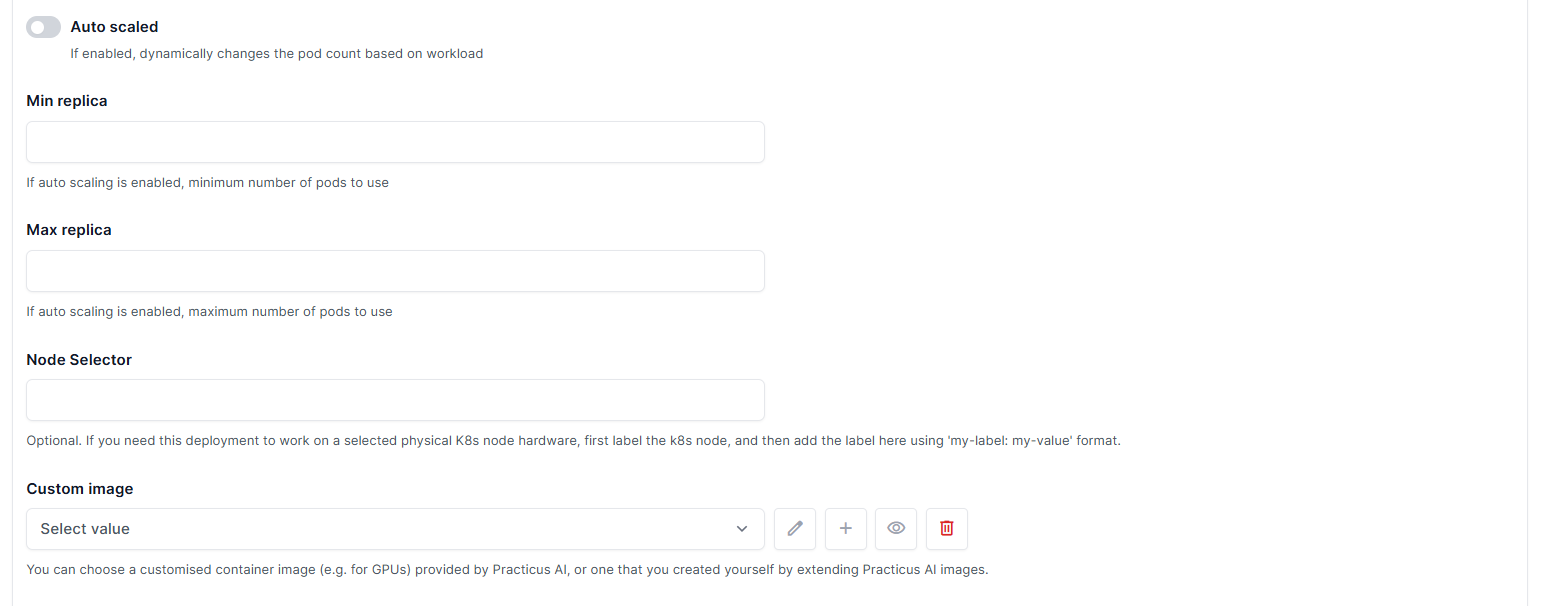 Auto scaled
If enabled, dynamically changes the pod count based on workload
Min replica
If auto scaling is enabled, minimum number of pods to use
Max replica
If auto scaling is enabled, maximum number of pods to use
Node Selector
Optional. If you need this deployment to work on a selected physical K8s node hardware, first label the k8s node, and then add the label here using 'my-label: my-value' format.
Custom image
Select value
You can choose a customised container image (e.g. for GPUs) provided by Practicus AI, or one that you created yourself by extending Practicus AI images.